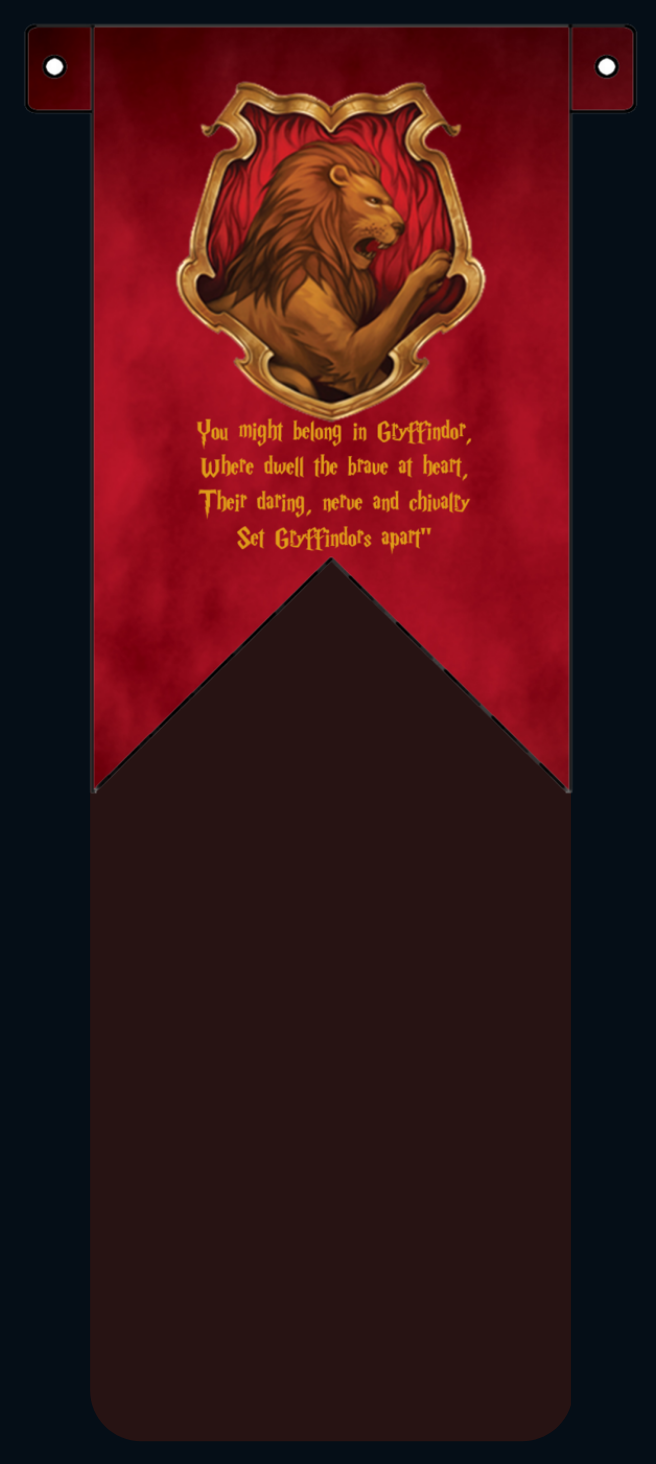 You might belong in Gryffindor,
Where dwell the brave at heart,
Their daring, nerve and chivalry
Set Gryffindors apart"